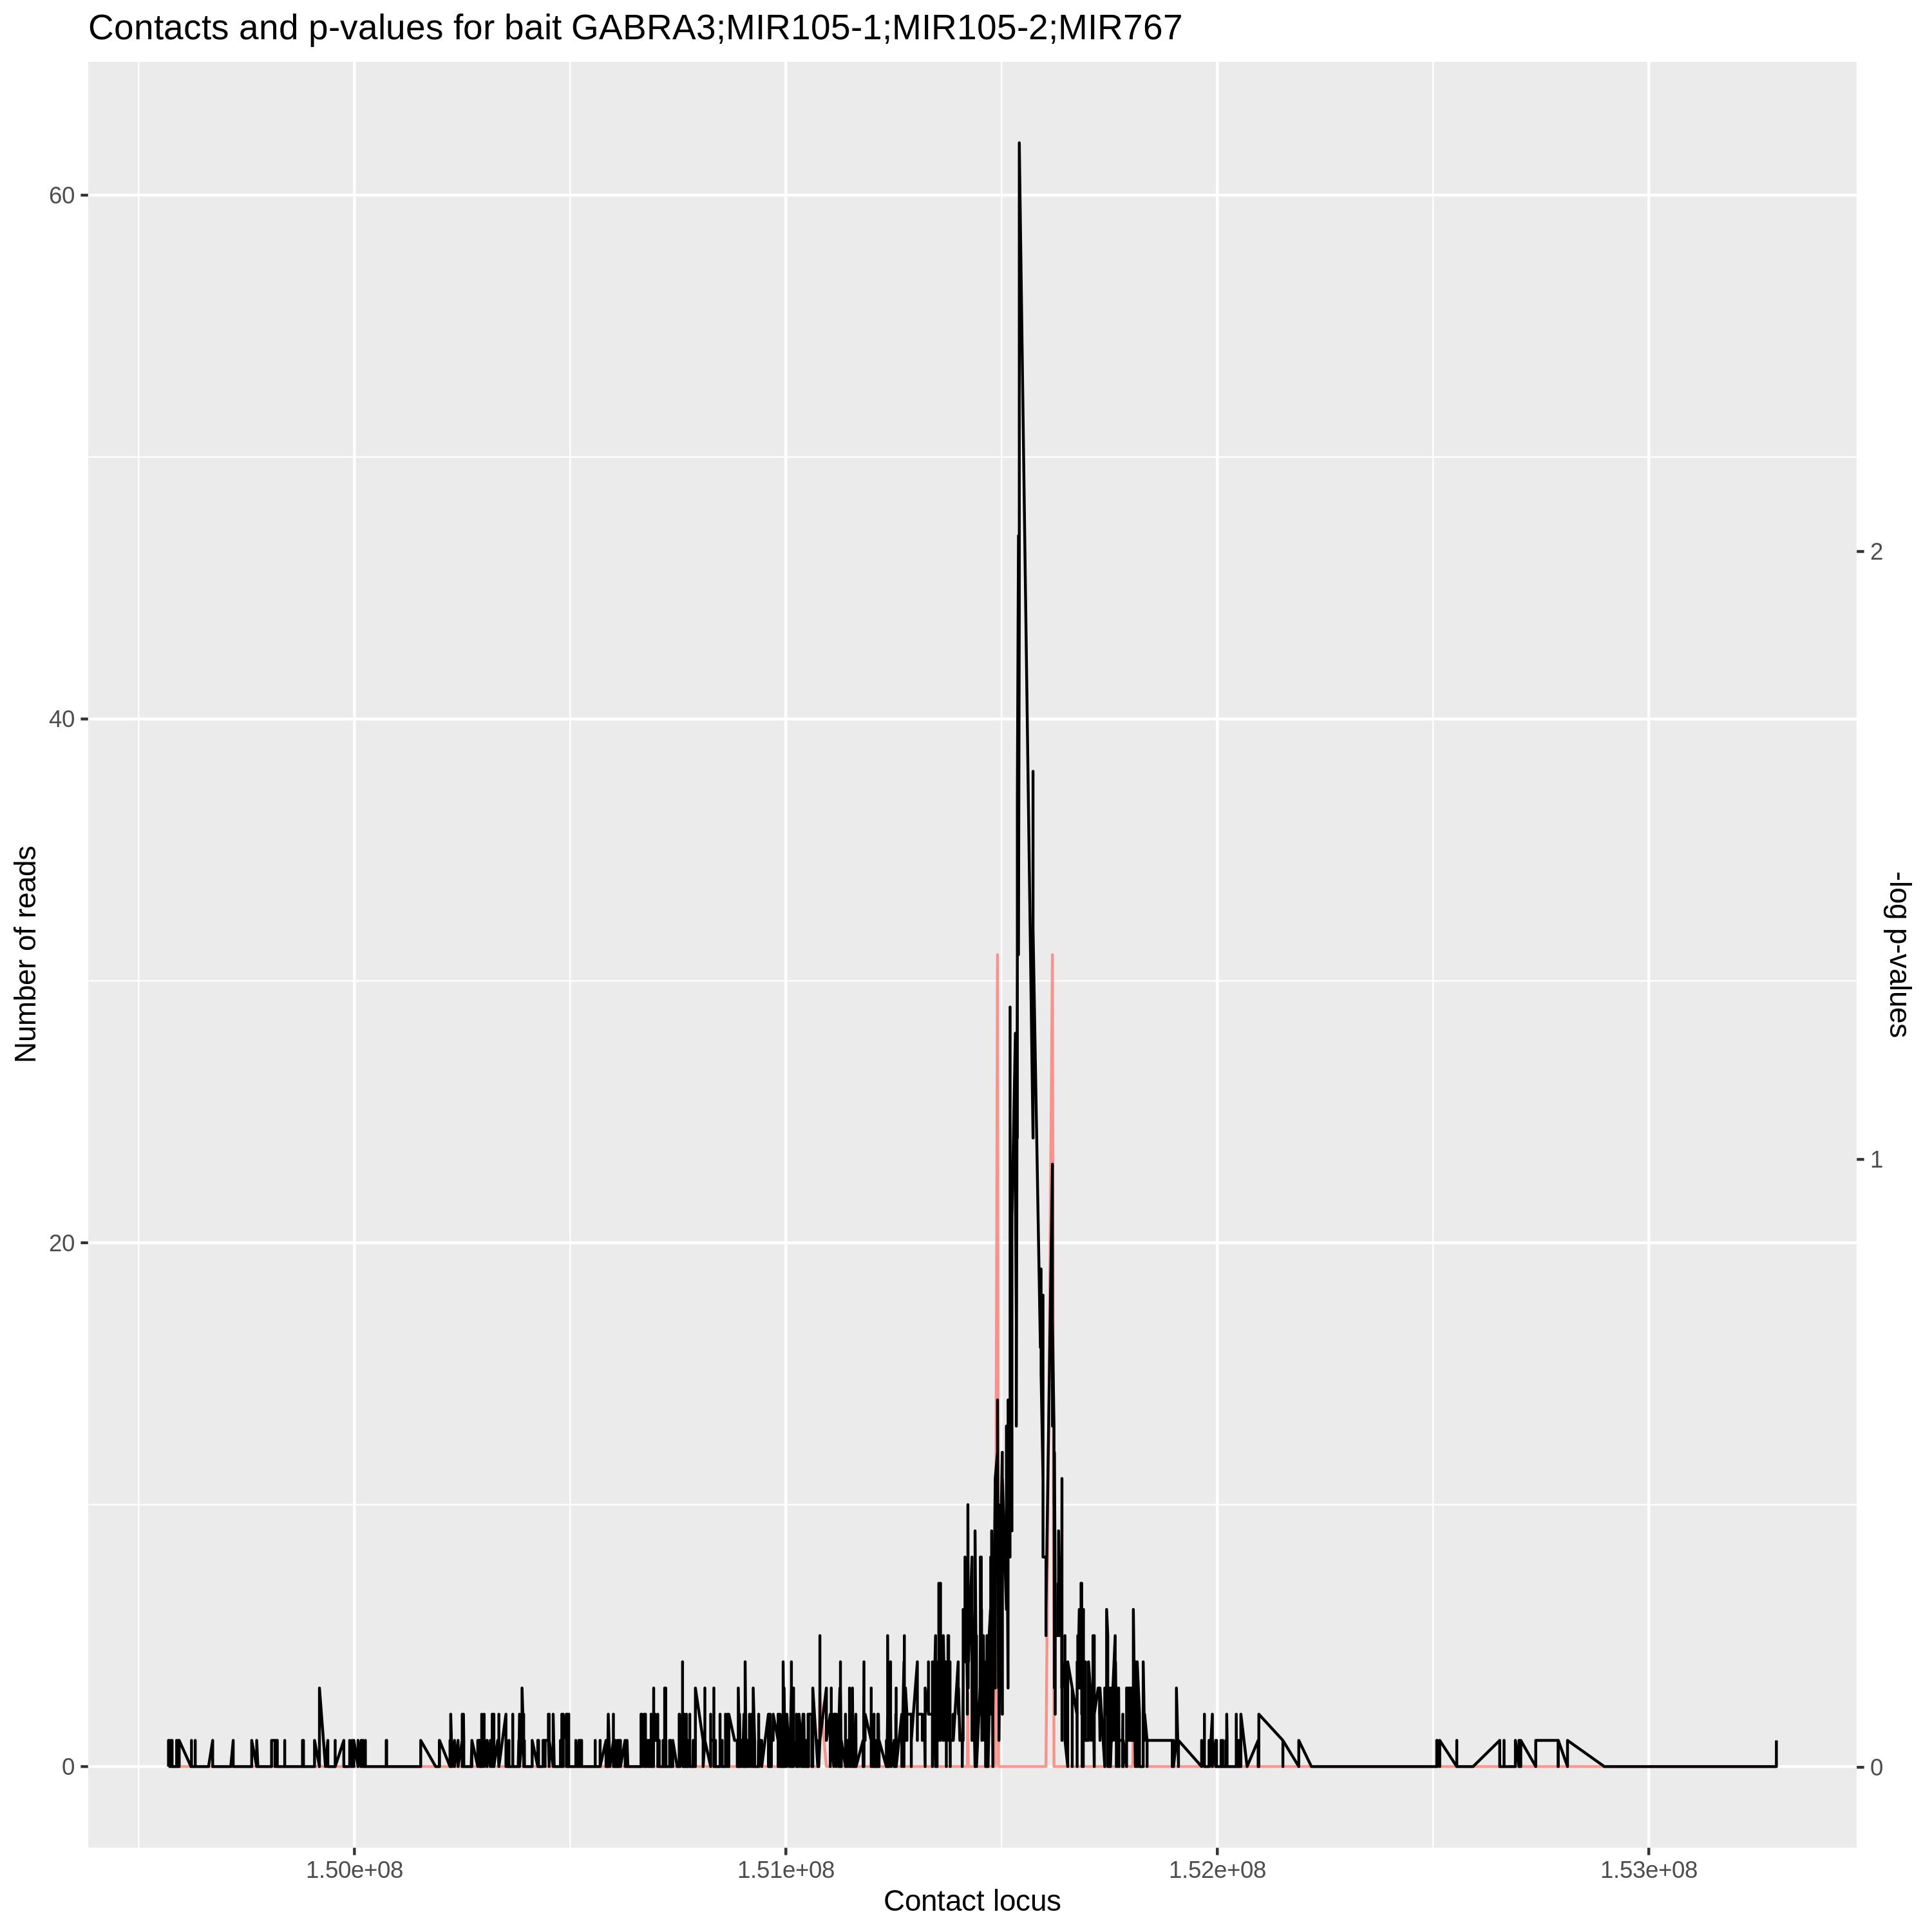 Contacts and p-values for bait GABRA3;MIR105-1;MIR105-2;MIR767
60
40
20
0
Number of reads
2
1
0
-log p-values
1.50e+08
1.51e+08
1.52e+08
1.53e+08
Contact locus